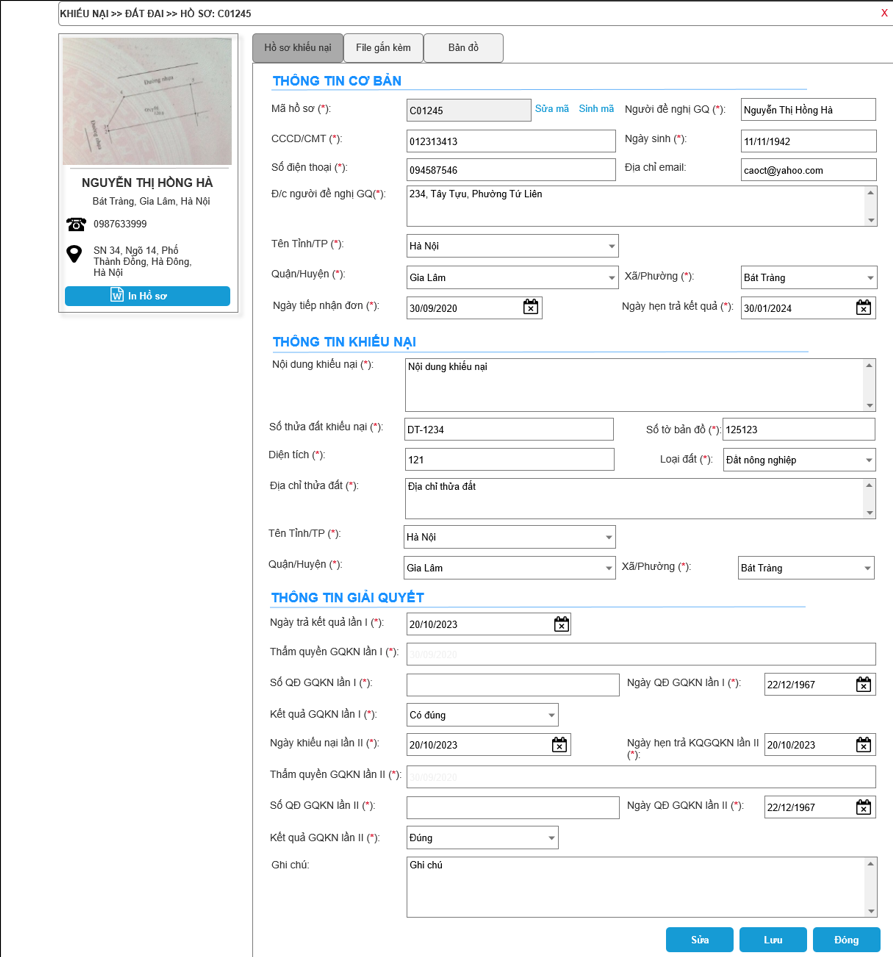 KHIẾU NẠI >> ĐẤT ĐAI >> HỒ SƠ: C01245
X
Đường nhựa
Đường nhựa
NGUYỄN THỊ HỒNG HÀ
Bát Tràng, Gia Lâm, Hà Nội
0987633999
SN 34, Ngõ 14, Phố
Thành Đồng, Hà Đông,
Hà Nội
In Hồ sơ
Hồ sơ khiếu nại
File gắn kèm
Bản đồ
THÔNG TIN CƠ BẢN
Mã hồ sơ (*): C01245 Sửa mã Sinh mã Người đề nghị GQ (*): Nguyễn Thị Hồng Hà
CCCD/CMT (*): 012313413 Ngày sinh (*): 11/11/1942
Số điện thoại (*): 094587546 Địa chỉ email: caoct@yahoo.com
Đ/c người đề nghị GQ(*): 234, Tây Tựu, Phường Tứ Liên
Tên Tỉnh/TP (*): Hà Nội
Quận/Huyện (*): Gia Lâm Xã/Phường (*): Bát Tràng
Ngày tiếp nhận đơn (*): 30/09/2020 Ngày hẹn trả kết quả (*): 30/01/2024
THÔNG TIN KHIẾU NẠI
Nội dung khiếu nại (*): Nội dung khiếu nại
Số thửa đất khiếu nại (*): DT-1234 Số tờ bản đồ (*): 125123
Diện tích (*): 121 Loại đất (*): Đất nông nghiệp
Địa chỉ thửa đất (*): Địa chỉ thửa đất
Tên Tỉnh/TP (*): Hà Nội
Quận/Huyện (*): Gia Lâm Xã/Phường (*): Bát Tràng
THÔNG TIN GIẢI QUYẾT
Ngày trả kết quả lần I (*): 20/10/2023
Thẩm quyền GQKN lần I (*): 30/09/2020
Số QĐ GQKN lần I (*): Ngày QĐ GQKN lần I (*): 22/12/1967
Kết quả GQKN lần I (*): Có đúng
Ngày khiếu nại lần II (*): 20/10/2023 Ngày hẹn trả KQGQKN lần II (*): 20/10/2023
Thẩm quyền GQKN lần II (*): 30/09/2020
Số QĐ GQKN lần II (*): Ngày QĐ GQKN lần II (*): 22/12/1967
Kết quả GQKN lần II (*): Đúng
Ghi chú: Ghi chú
Sửa Lưu Đóng